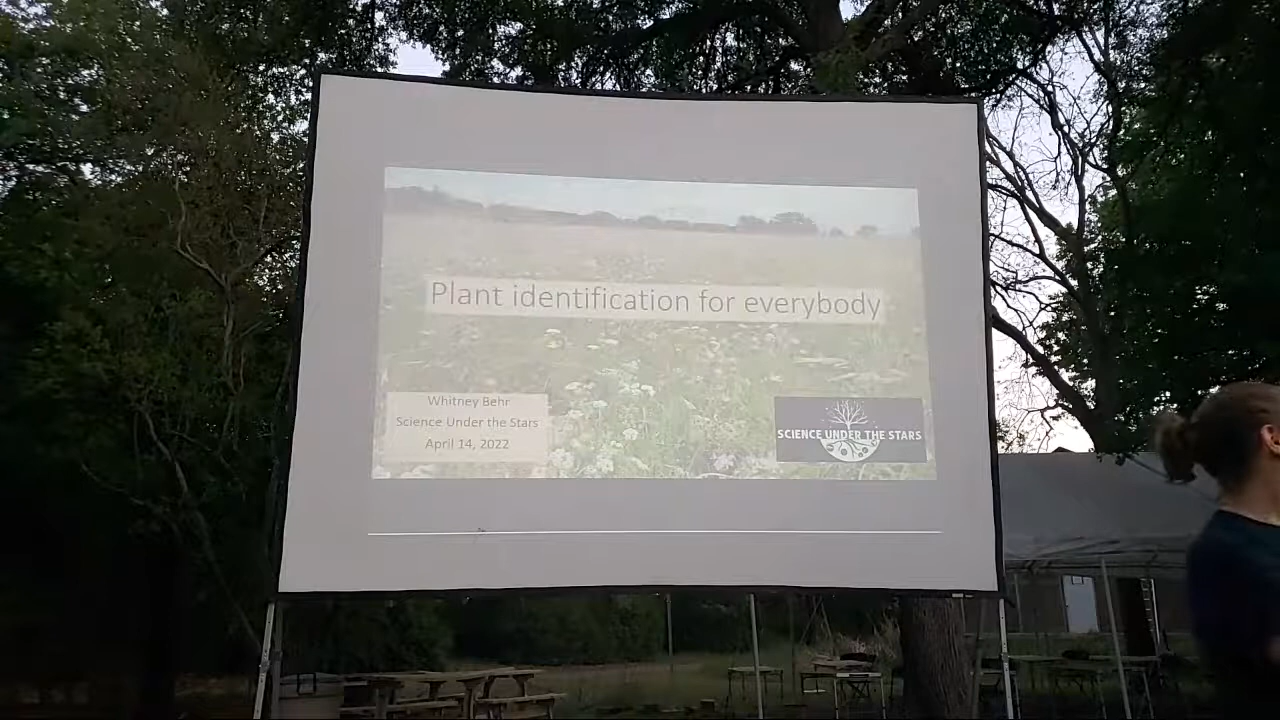 Plant identification for everybody
Whitney Behr
Science Under the Stars
April 14, 2022
SCIENCE UNDER THE STARS